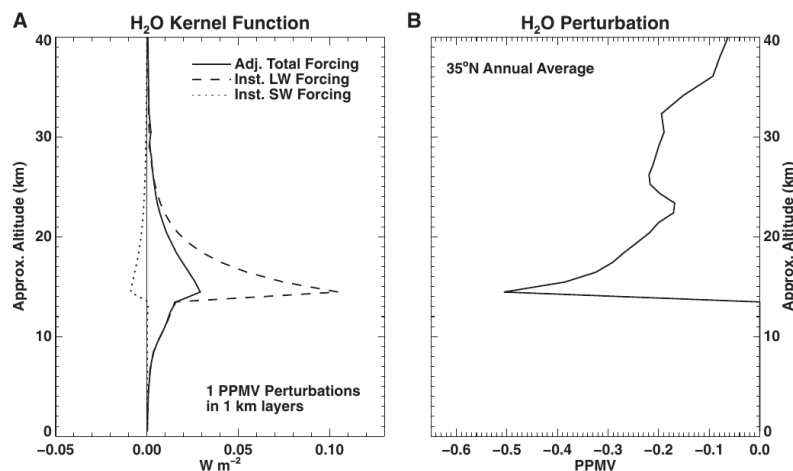 A
H₂O Kernel Function
Adj. Total Forcing
Inst. LW Forcing
Inst. SW Forcing
1 PPMV Perturbations
in 1 km layers
Approx. Altitude (km)
40
30
20
10
0
−0.05
0.00
0.05
0.10
W m⁻²
B
H₂O Perturbation
35°N Annual Average
40
30
20
10
0
Approx. Altitude (km)
−0.6
−0.5
−0.4
−0.3
−0.2
−0.1
0.0
PPMV